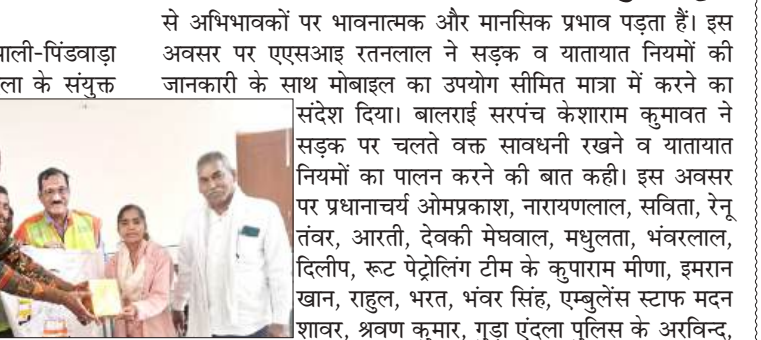 से अभिभावकों पर भावनात्मक और मानसिक प्रभाव पड़ता हैं। इस
अवसर पर एएसआइ रतनलाल ने सड़क व यातायात नियमों की
जानकारी के साथ मोबाइल का उपयोग सीमित मात्रा में करने का
संदेश दिया। बालराई सरपंच केशाराम कुमावत ने
सड़क पर चलते वक्त सावधनी रखने व यातायात
नियमों का पालन करने की बात कही। इस अवसर
पर प्रधानाचर्य ओमप्रकाश, नारायणलाल, सविता, रेनू
तंवर, आरती, देवकी मेघवाल, मधुलता, भंवरलाल,
दिलीप, रूट पेट्रोलिंग टीम के कुपाराम मीणा, इमरान
खान, राहुल, भरत, भंवर सिंह, एम्बुलेंस स्टाफ मदन
शावर, श्रवण कुमार, गुड़ा एंदला पुलिस के अरविन्द,
पाली-पिंडवाड़ा
ला के संयुक्त